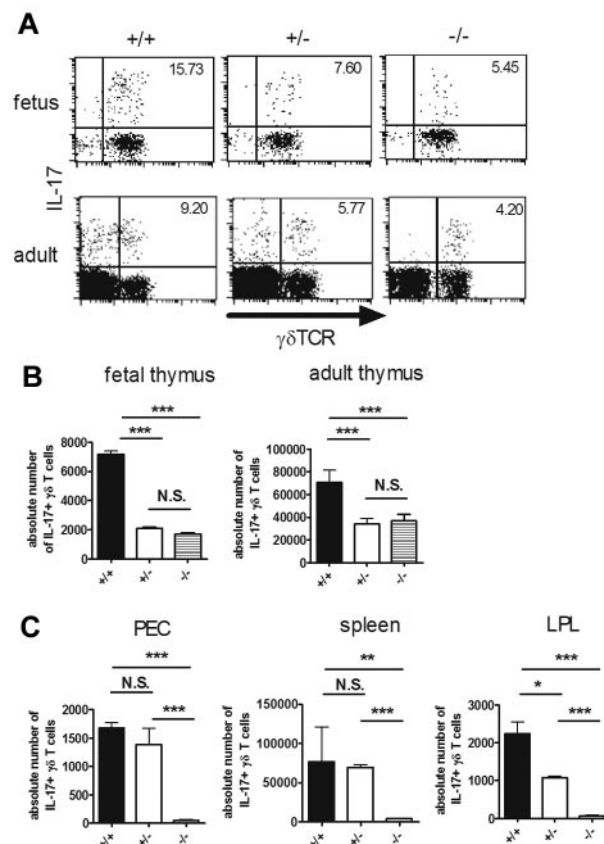 A
+/+ +/- -/-
fetus
15.73 7.60 5.45
IL-17
adult
9.20 5.77 4.20
γδTCR
B
fetal thymus adult thymus
absolute number
of IL-17+ γδ T cells
8000
6000
4000
2000
0
***
***
N.S.
+/+ +/- -/-
absolute number of
IL-17+ γδ T cells
100000
80000
60000
40000
20000
0
***
***
N.S.
+/+ +/- -/-
C
PEC spleen LPL
absolute number of
IL-17+ γδ T cells
2000
1500
1000
500
0
***
N.S.
***
+/+ +/- -/-
absolute number of
IL-17+ γδ T cells
150000
100000
50000
0
**
N.S.
***
+/+ +/- -/-
absolute number of
IL-17+ γδ T cells
3000
2000
1000
0
***
*
***
+/+ +/- -/-